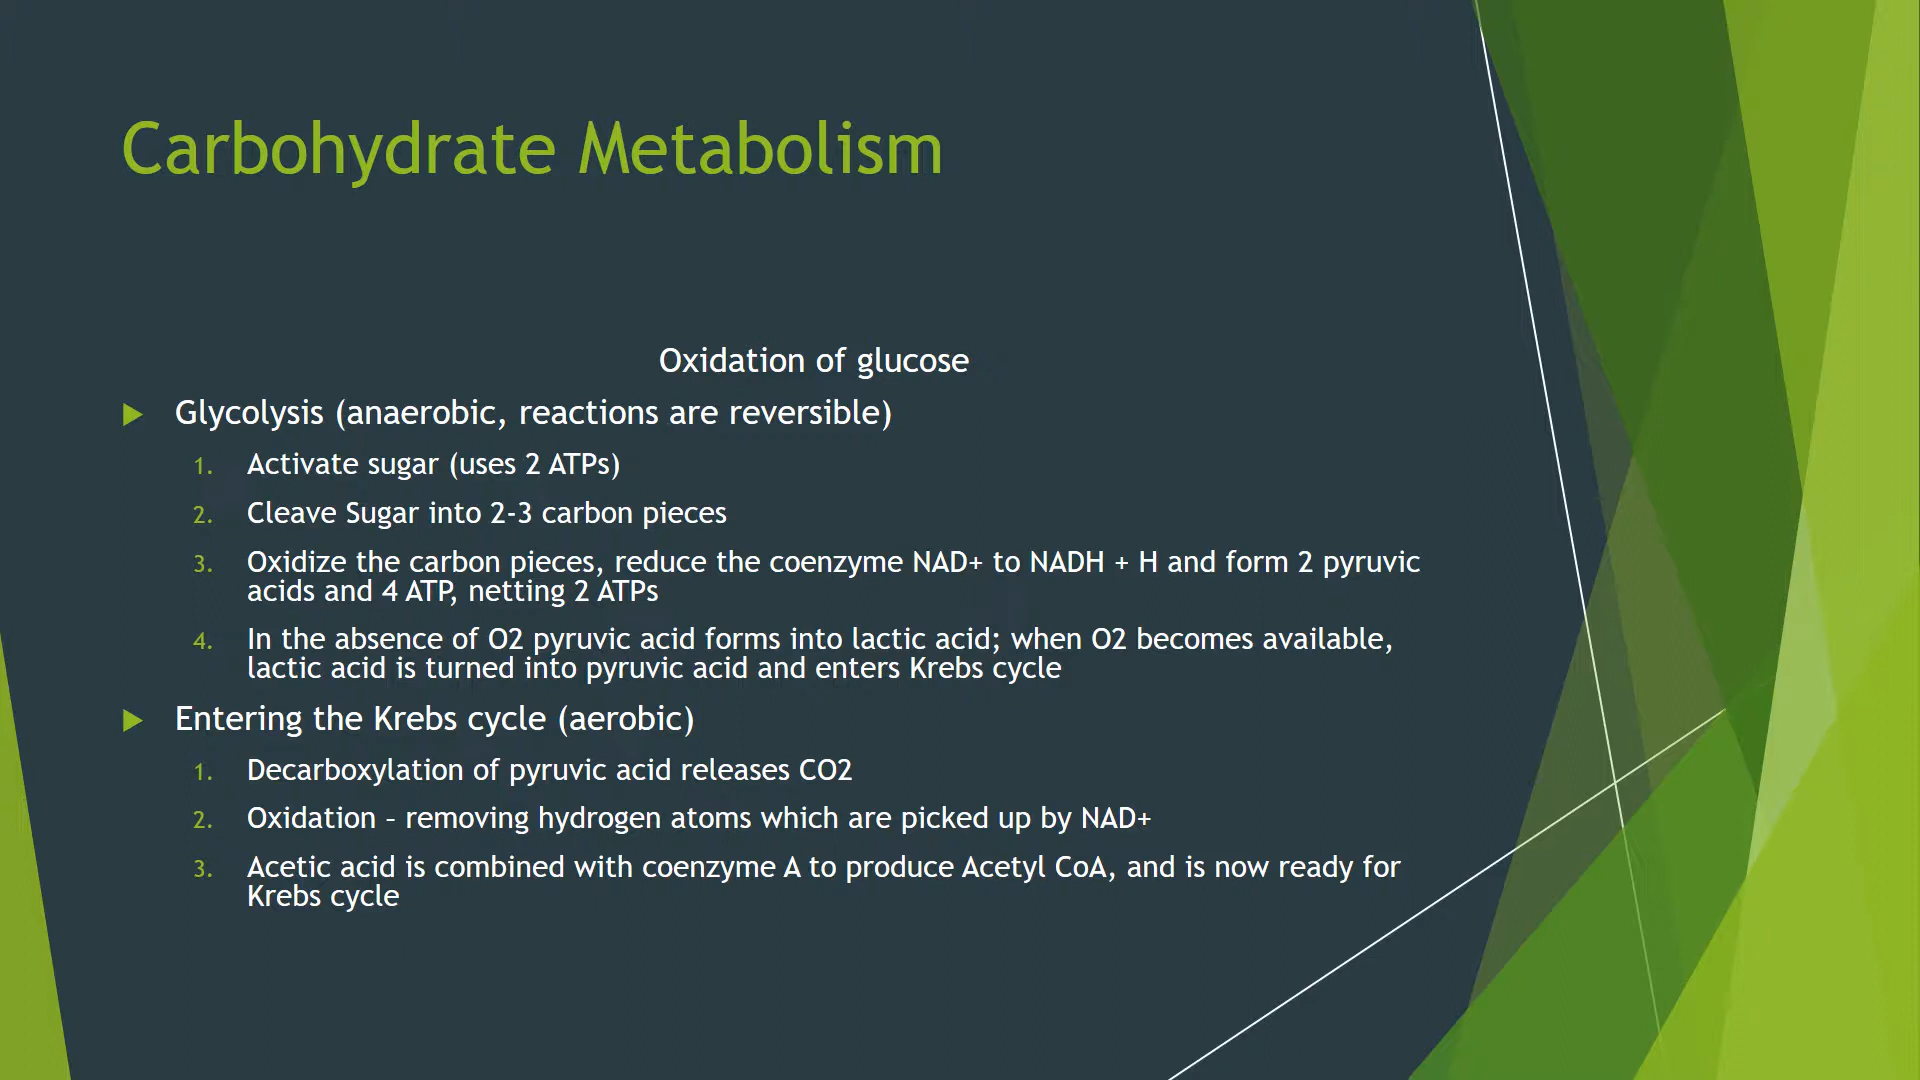 Carbohydrate Metabolism
Oxidation of glucose
Glycolysis (anaerobic, reactions are reversible)
1. Activate sugar (uses 2 ATPs)
2. Cleave Sugar into 2-3 carbon pieces
3. Oxidize the carbon pieces, reduce the coenzyme NAD+ to NADH + H and form 2 pyruvic
acids and 4 ATP, netting 2 ATPs
4. In the absence of O2 pyruvic acid forms into lactic acid; when O2 becomes available,
lactic acid is turned into pyruvic acid and enters Krebs cycle
Entering the Krebs cycle (aerobic)
1. Decarboxylation of pyruvic acid releases CO2
2. Oxidation – removing hydrogen atoms which are picked up by NAD+
3. Acetic acid is combined with coenzyme A to produce Acetyl CoA, and is now ready for
Krebs cycle